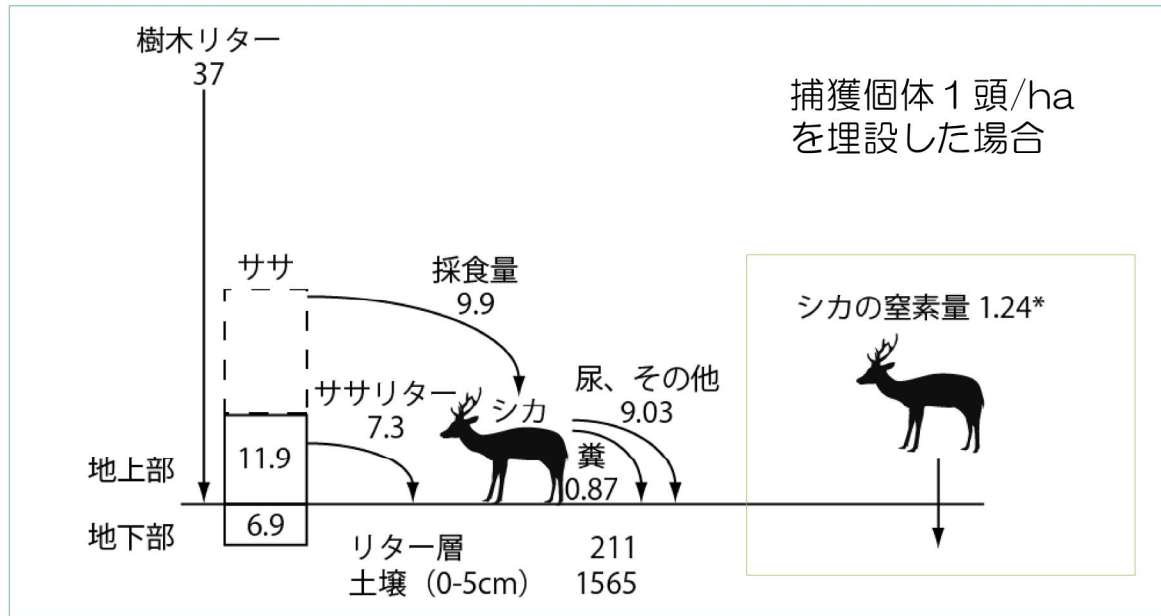 樹木リター
37
捕獲個体１頭/ha
を埋設した場合
ササ
採食量
9.9
シカの窒素量 1.24*
ササリター
7.3
シカ
尿、その他
9.03
糞
0.87
地上部
11.9
地下部
6.9
リター層 211
土壌（0-5cm） 1565